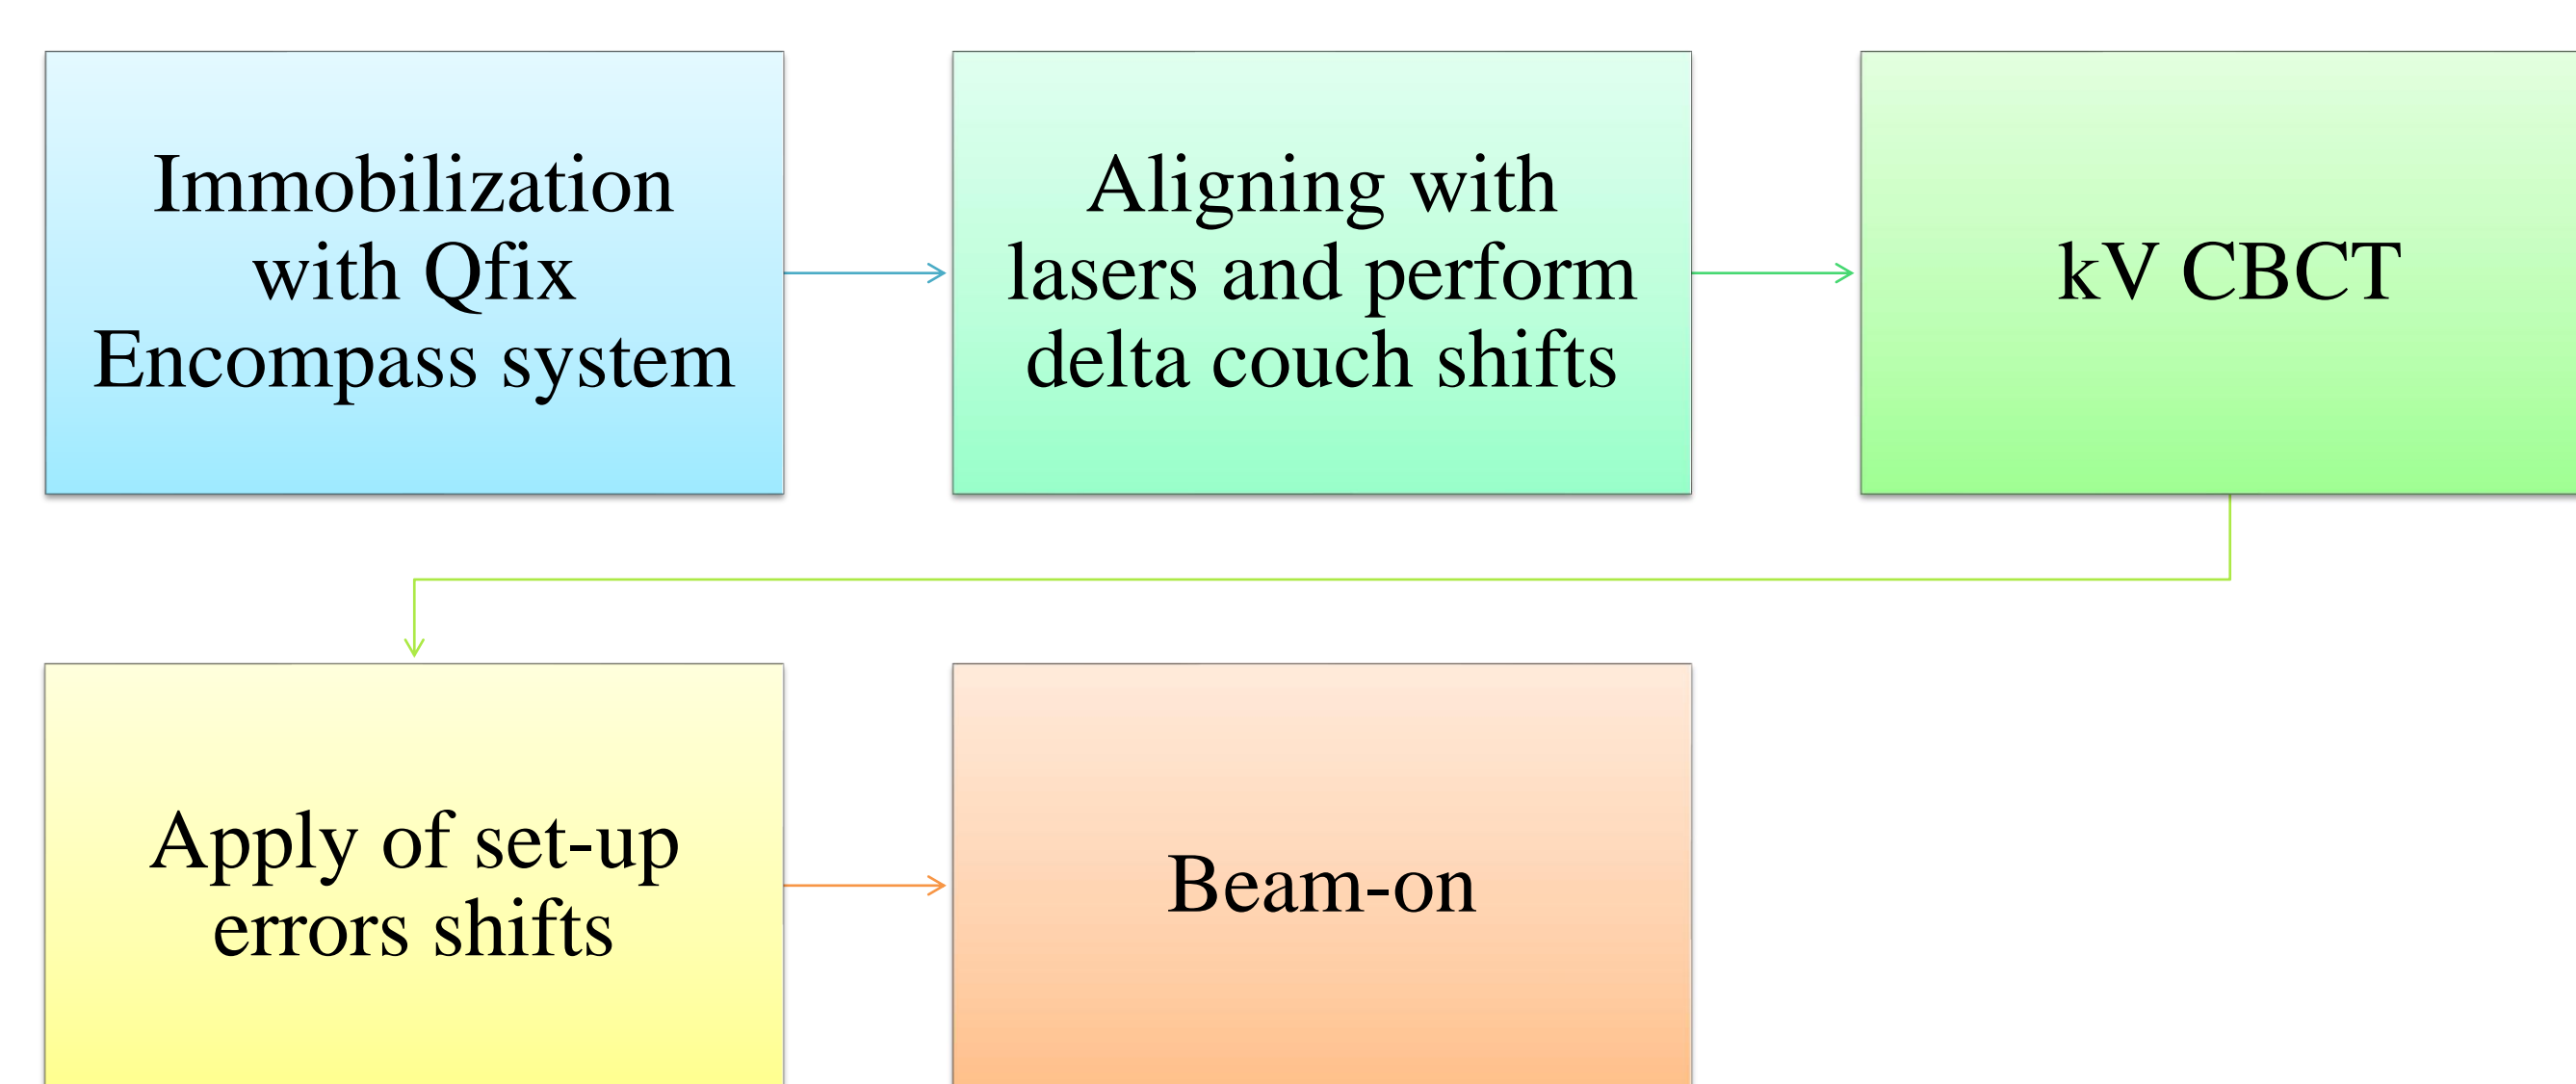 Immobilization
with Qfix
Encompass system
Aligning with
lasers and perform
delta couch shifts
kV CBCT
Apply of set-up
errors shifts
Beam-on